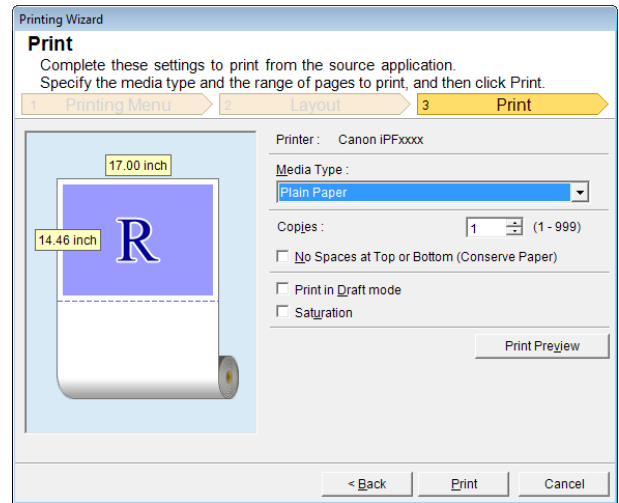 Printing Wizard
Print
Complete these settings to print from the source application.
Specify the media type and the range of pages to print, and then click Print.
1 Printing Menu 2 Layout 3 Print
Printer : Canon iPFxxxx
17.00 inch
Media Type :
Plain Paper
14.46 inch
R
Copies : 1 (1 - 999)
No Spaces at Top or Bottom (Conserve Paper)
Print in Draft mode
Saturation
Print Preview
< Back Print Cancel